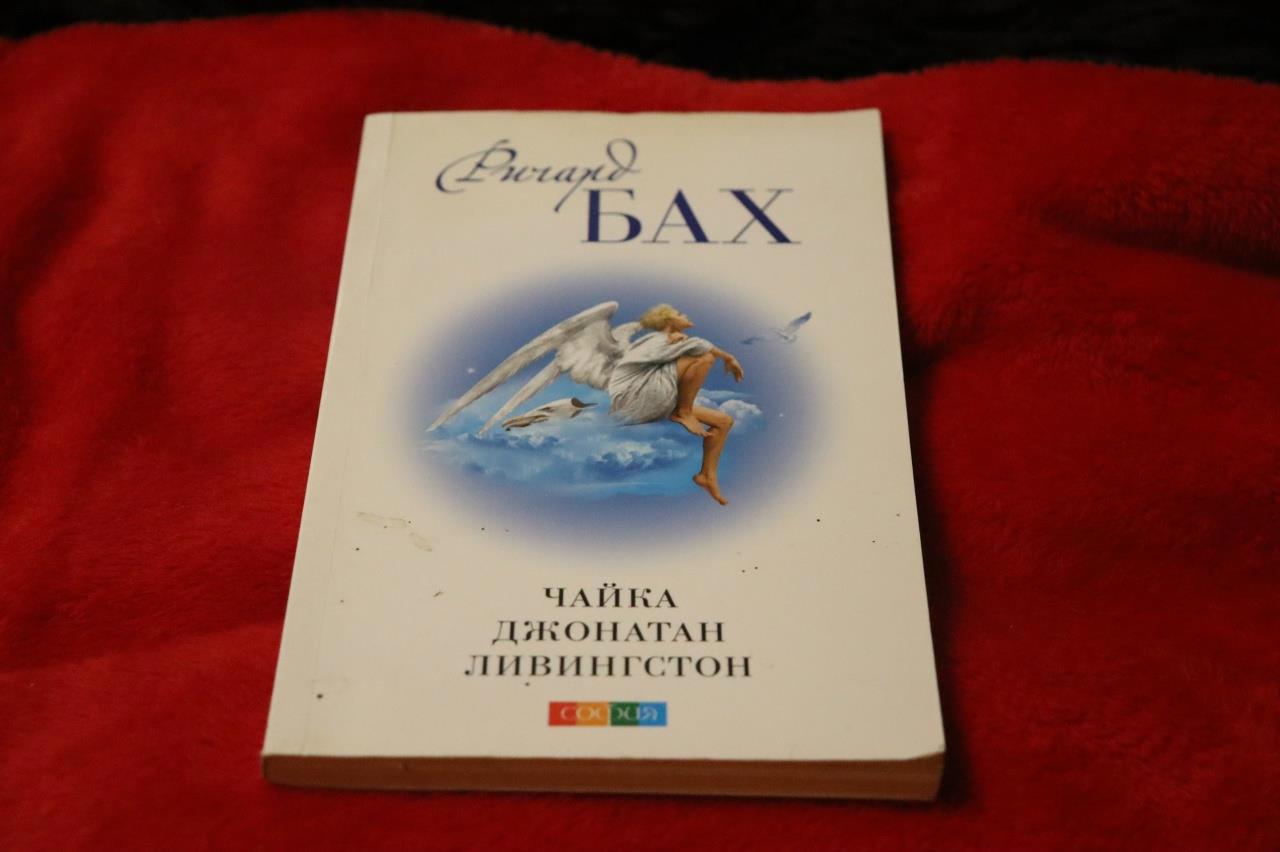 Ричард
БАХ
ЧАЙКА
ДЖОНАТАН
ЛИВИНГСТОН
СОФИЯ